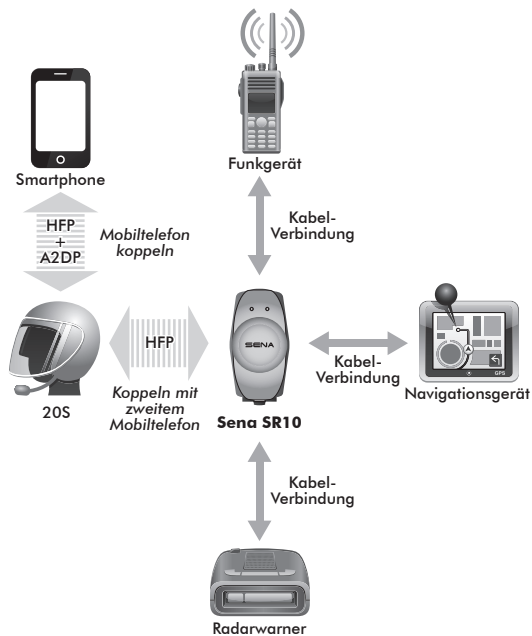 Smartphone
Funkgerät
HFP
+
A2DP
Mobiltelefon
koppeln
Kabel-
Verbindung
20S
HFP
Koppeln mit
zweitem
Mobiltelefon
SENA
Sena SR10
Kabel-
Verbindung
GPS
Navigationsgerät
Kabel-
Verbindung
Radarwarner